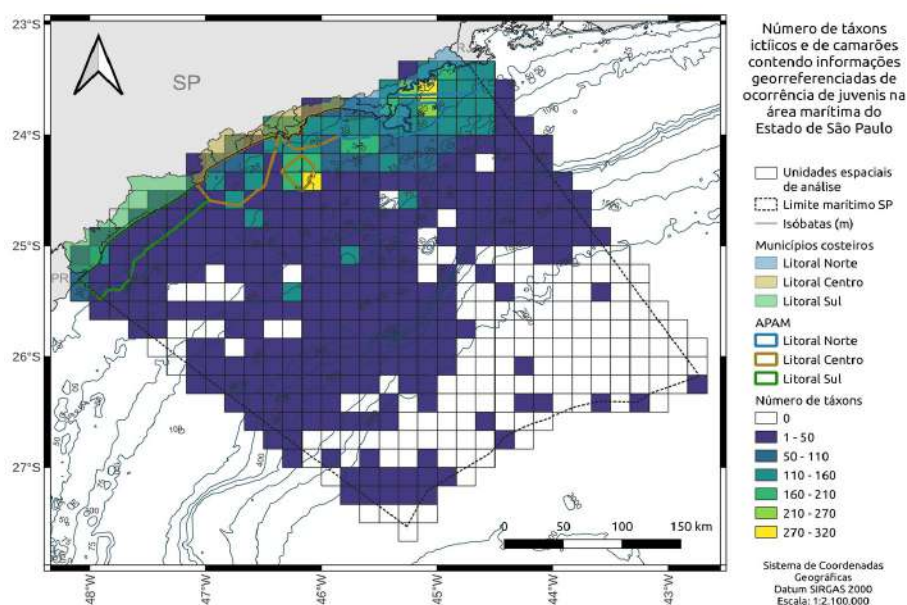 23°S
24°S
25°S
26°S
27°S
SP
PR
RJ
Número de táxons
ictíicos e de camarões
contendo informações
georreferenciadas de
ocorrência de juvenis na
área marítima do
Estado de São Paulo
Unidades espaciais
de análise
Limite marítimo SP
Isóbatas (m)
Municípios costeiros
Litoral Norte
Litoral Centro
Litoral Sul
APAM
Litoral Norte
Litoral Centro
Litoral Sul
Número de táxons
0
1 - 50
50 - 110
110 - 160
160 - 210
210 - 270
270 - 320
0 50 100 150 km
48°W 47°W 46°W 45°W 44°W 43°W
Sistema de Coordenadas
Geográficas
Datum SIRGAS 2000
Escala: 1:2.100.000